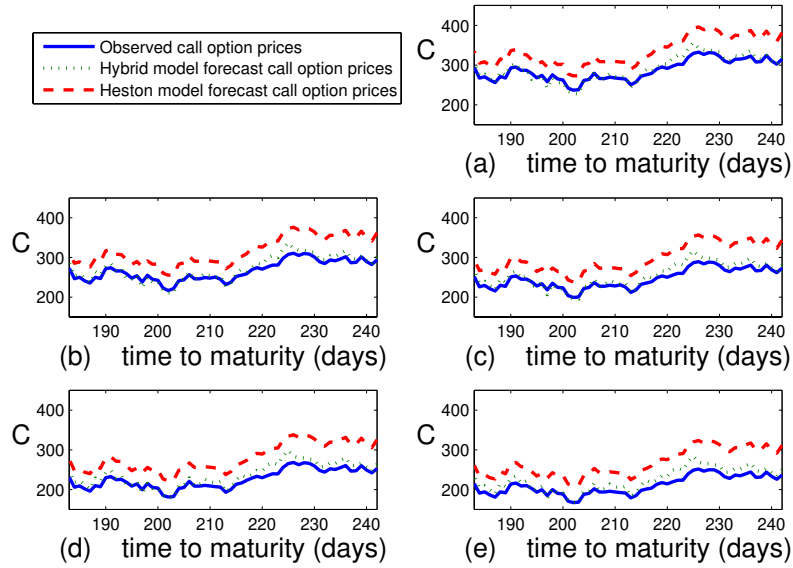 Observed call option prices
Hybrid model forecast call option prices
Heston model forecast call option prices
400
300
200
C
190 200 210 220 230 240
(a) time to maturity (days)
400
300
200
C
190 200 210 220 230 240
(b) time to maturity (days)
400
300
200
C
190 200 210 220 230 240
(c) time to maturity (days)
400
300
200
C
190 200 210 220 230 240
(d) time to maturity (days)
400
300
200
C
190 200 210 220 230 240
(e) time to maturity (days)